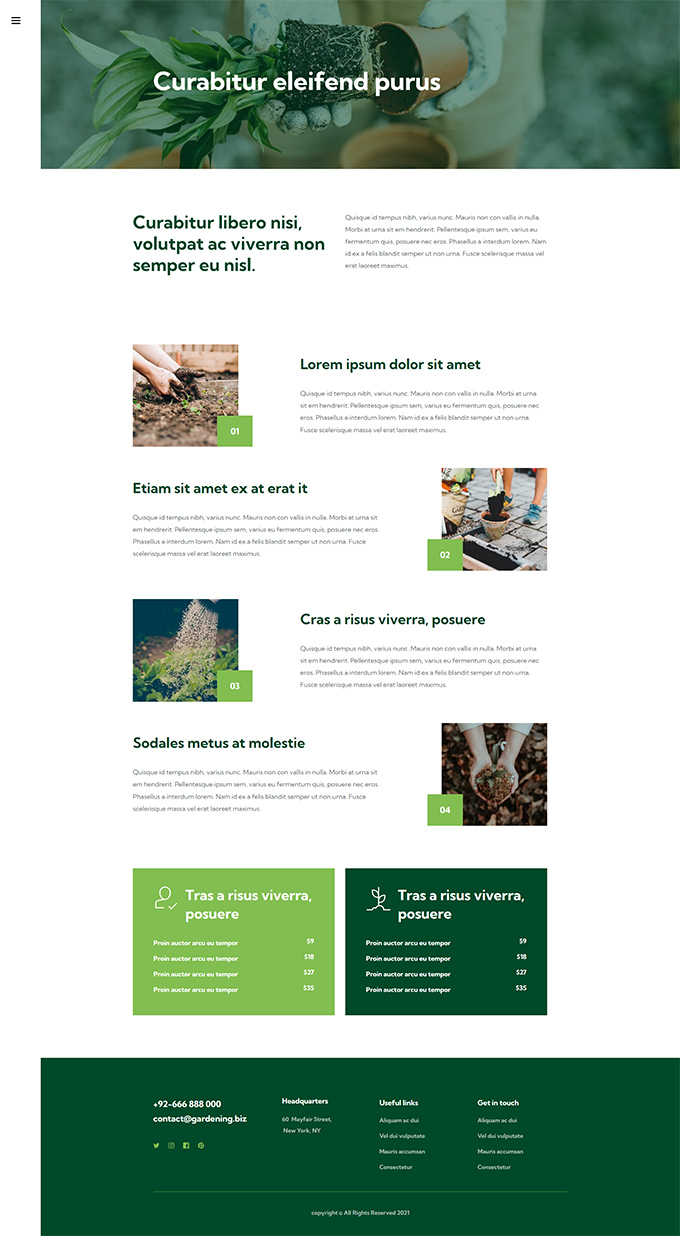 Curabitur eleifend purus
Curabitur libero nisi,
volutpat ac viverra non
semper eu nisl.
Quisque id tempus nibh, varius nunc. Mauris non con vallis in nulla.
Morbi at urna sit em hendrerit. Pellentesque ipsum sem, varius eu
fermentum quis, posuere nec eros. Phasellus a interdum lorem. Nam
id ex a felis blandit semper ut non urna. Fusce scelerisque massa vel
erat laoreet maximus.
Lorem ipsum dolor sit amet
Quisque id tempus nibh, varius nunc. Mauris non con vallis in nulla. Morbi at urna
sit em hendrerit. Pellentesque ipsum sem, varius eu fermentum quis, posuere nec
eros. Phasellus a interdum lorem. Nam id ex a felis blandit semper ut non urna.
Fusce scelerisque massa vel erat laoreet maximus.
01
Etiam sit amet ex at erat it
Quisque id tempus nibh, varius nunc. Mauris non con vallis in nulla. Morbi at urna sit
em hendrerit. Pellentesque ipsum sem, varius eu fermentum quis, posuere nec eros.
Phasellus a interdum lorem. Nam id ex a felis blandit semper ut non urna. Fusce
scelerisque massa vel erat laoreet maximus.
02
Cras a risus viverra, posuere
Quisque id tempus nibh, varius nunc. Mauris non con vallis in nulla. Morbi at urna
sit em hendrerit. Pellentesque ipsum sem, varius eu fermentum quis, posuere nec
eros. Phasellus a interdum lorem. Nam id ex a felis blandit semper ut non urna.
Fusce scelerisque massa vel erat laoreet maximus.
03
Sodales metus at molestie
Quisque id tempus nibh, varius nunc. Mauris non con vallis in nulla. Morbi at urna sit
em hendrerit. Pellentesque ipsum sem, varius eu fermentum quis, posuere nec eros.
Phasellus a interdum lorem. Nam id ex a felis blandit semper ut non urna. Fusce
scelerisque massa vel erat laoreet maximus.
04
Tras a risus viverra,
posuere
Proin auctor arcu eu tempor $9
Proin auctor arcu eu tempor $18
Proin auctor arcu eu tempor $27
Proin auctor arcu eu tempor $35
Tras a risus viverra,
posuere
Proin auctor arcu eu tempor $9
Proin auctor arcu eu tempor $18
Proin auctor arcu eu tempor $27
Proin auctor arcu eu tempor $35
+92-666 888 000
contact@gardening.biz
Headquarters
60 Mayfair Street,
New York, NY
Useful links
Aliquam ac dui
Vel dui vulputate
Mauris accumsan
Consectetur
Get in touch
Aliquam ac dui
Vel dui vulputate
Mauris accumsan
Consectetur
copyright © All Rights Reserved 2021